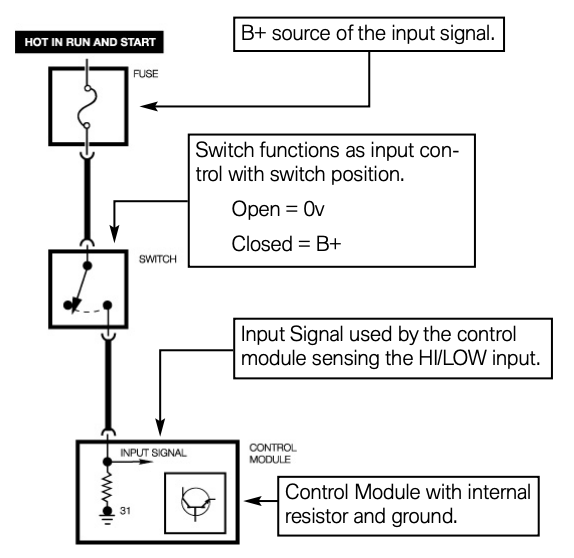 B+ source of the input signal.
HOT IN RUN AND START
FUSE
Switch functions as input con-
trol with switch position.
Open = 0v
Closed = B+
SWITCH
Input Signal used by the control
module sensing the HI/LOW input.
INPUT SIGNAL
CONTROL
MODULE
31
Control Module with internal
resistor and ground.